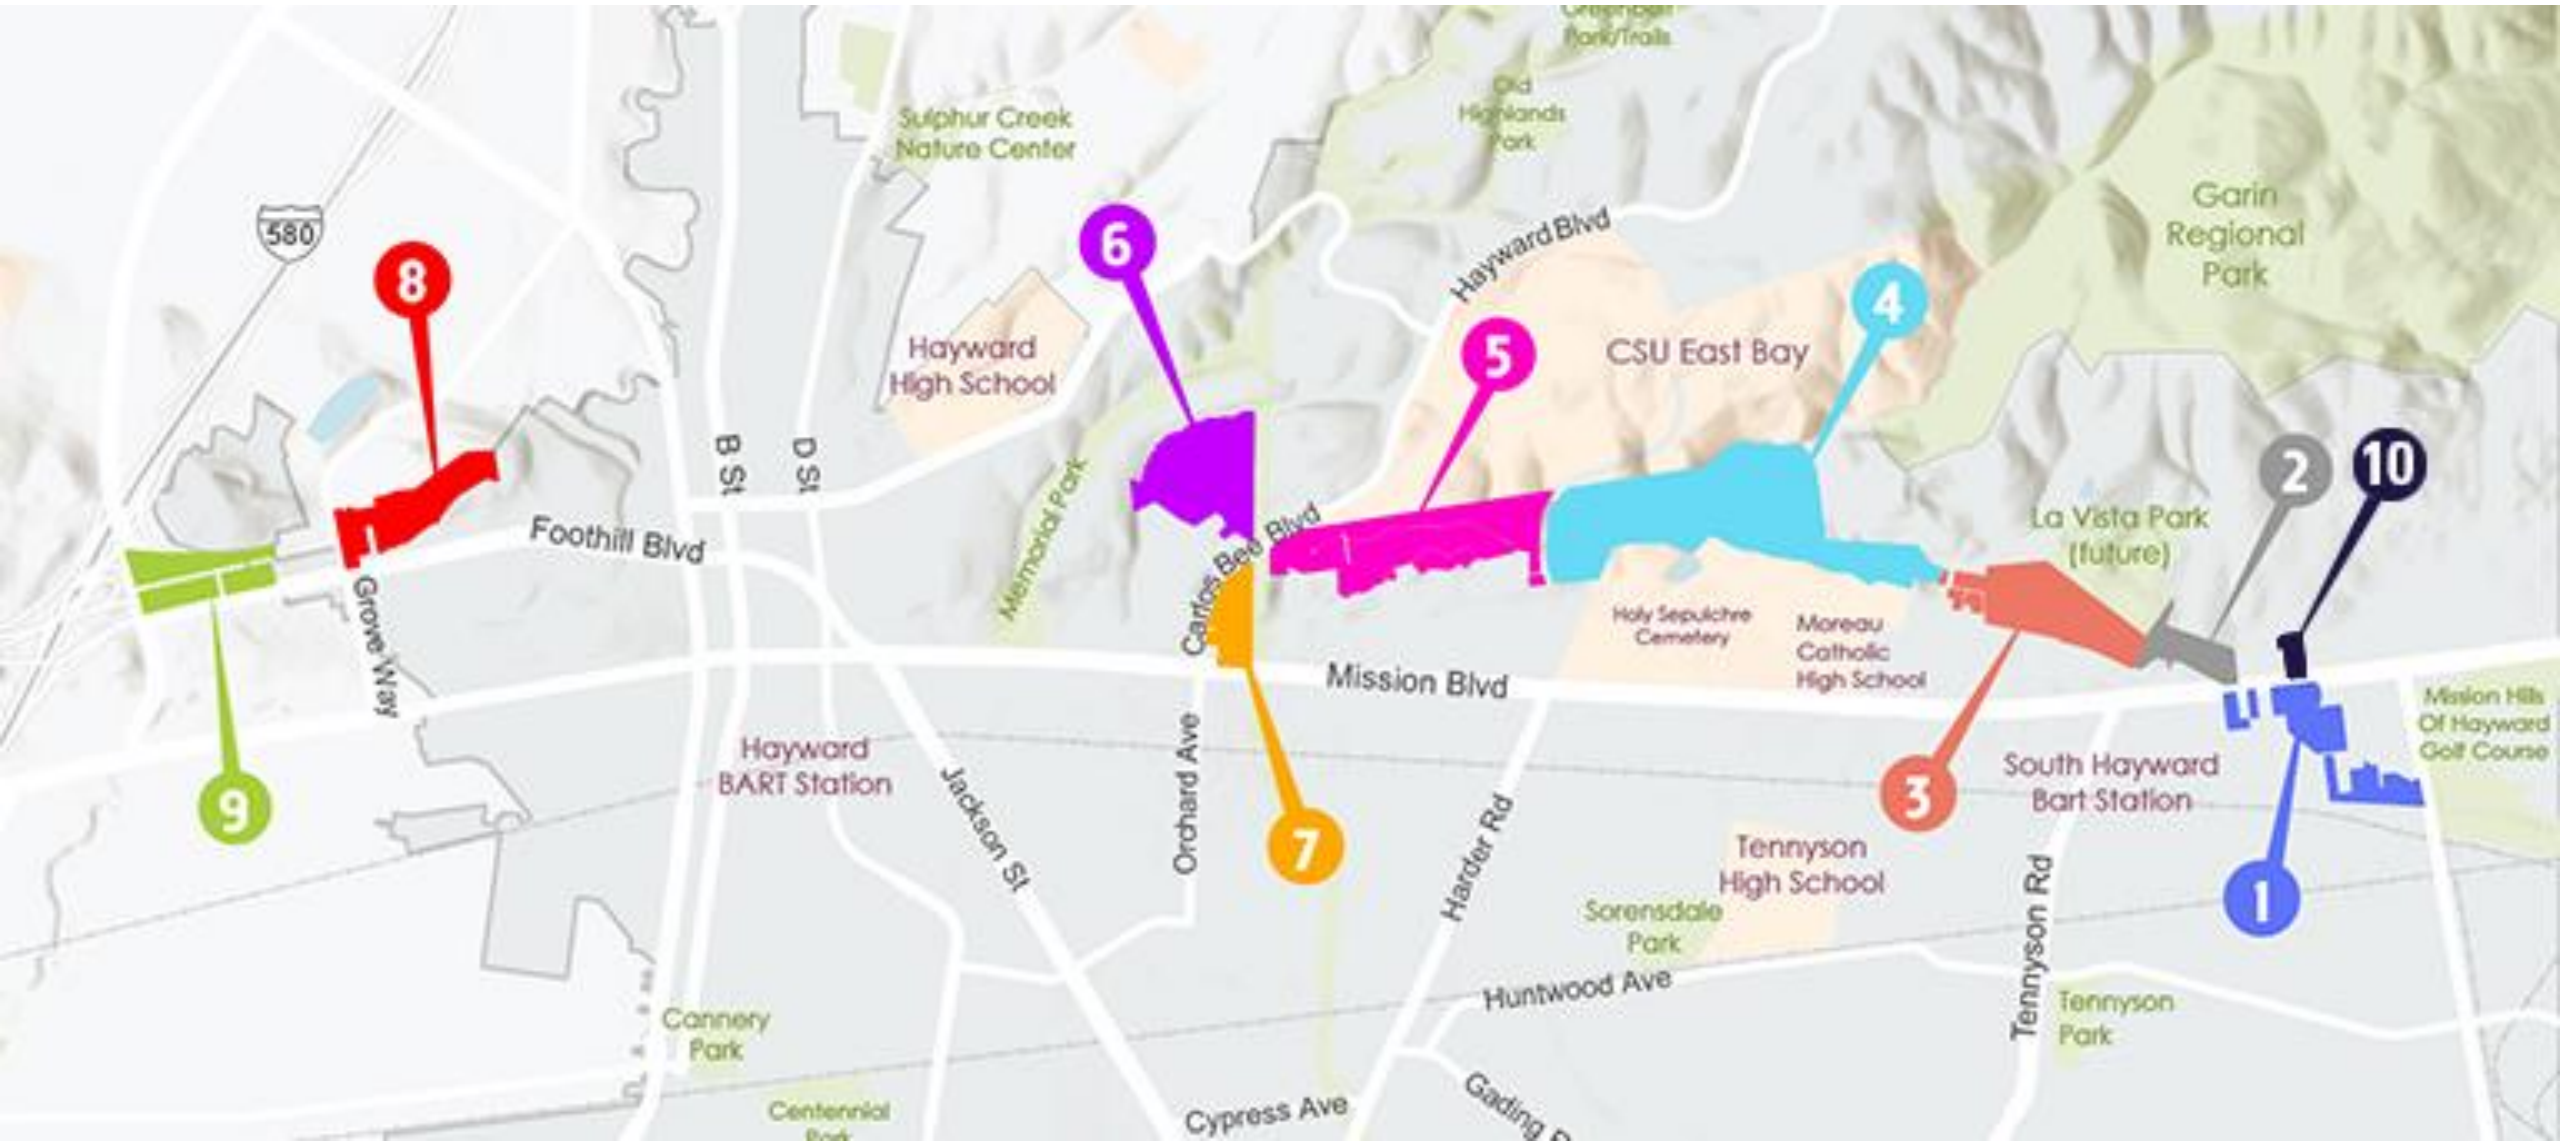 Park/Trails
Old
Highlands
Park
Sulphur Creek
Nature Center
Garin
Regional
Park
580
6
Hayward Blvd
8
4
Hayward
High School
5
CSU East Bay
B St
D St
2
10
Memorial Park
Foothill Blvd
La Vista Park
(future)
Carlos Bee Blvd
Grove Way
Holy Sepulchre
Cemetery
Moreau
Catholic
High School
Mission Blvd
Mission Hills
Of Hayward
Golf Course
Hayward
BART Station
Orchard Ave
Jackson St
South Hayward
Bart Station
9
3
7
Harder Rd
Tennyson
High School
1
Sorensdale
Park
Tennyson Rd
Huntwood Ave
Cannery
Park
Tennyson
Park
Centennial
Park
Cypress Ave
Gading